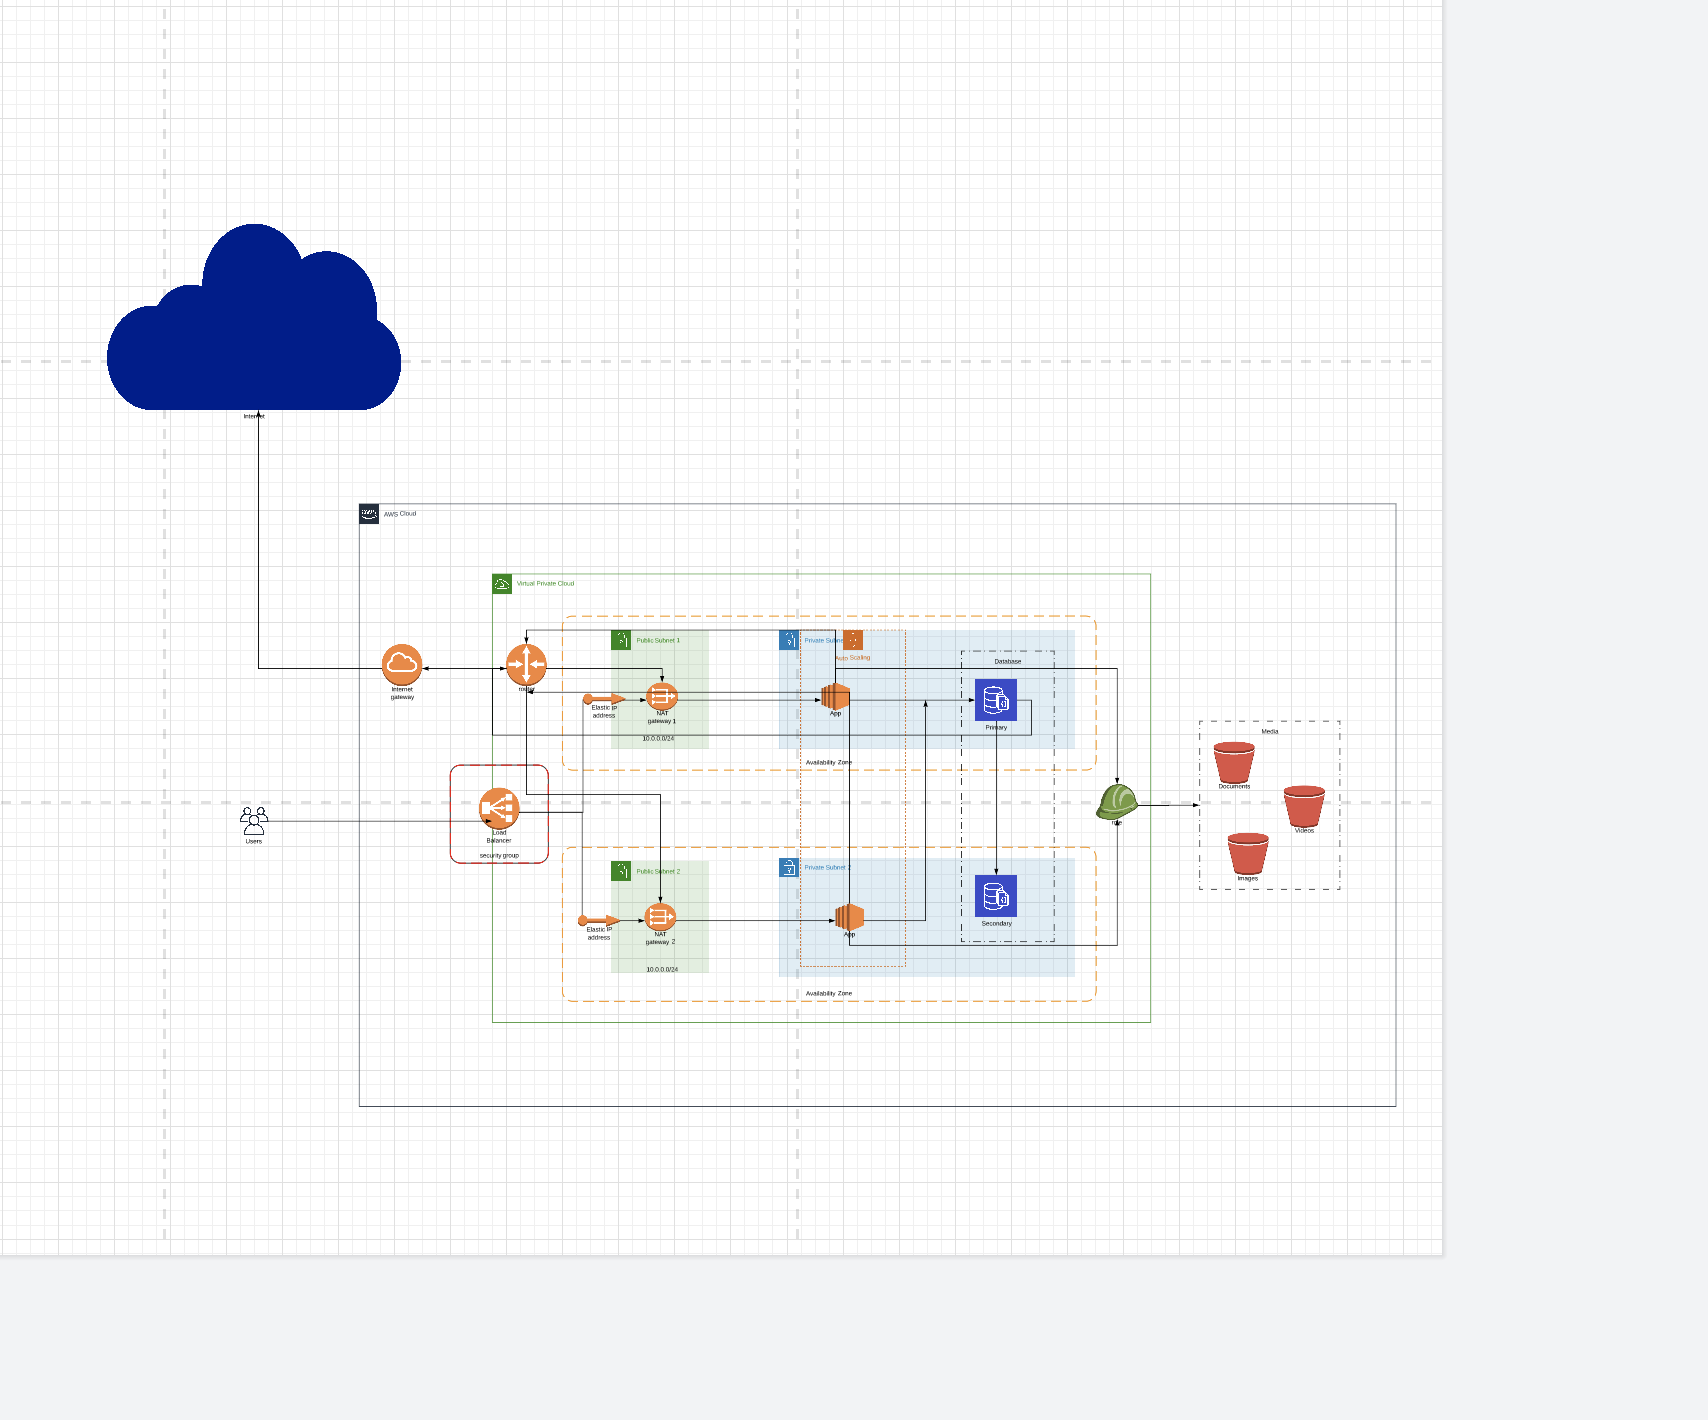 Internet
aws
AWS Cloud
Virtual Private Cloud
Public Subnet 1
Private Subne
Auto Scaling
Database
Internet
gateway
router
Elastic IP
address
NAT
gateway 1
App
Primary
10.0.0.0/24
Availability Zone
Media
Documents
Videos
Images
role
Users
Load
Balancer
security group
Public Subnet 2
Private Subnet
Elastic IP
address
NAT
gateway 2
App
Secondary
10.0.0.0/24
Availability Zone